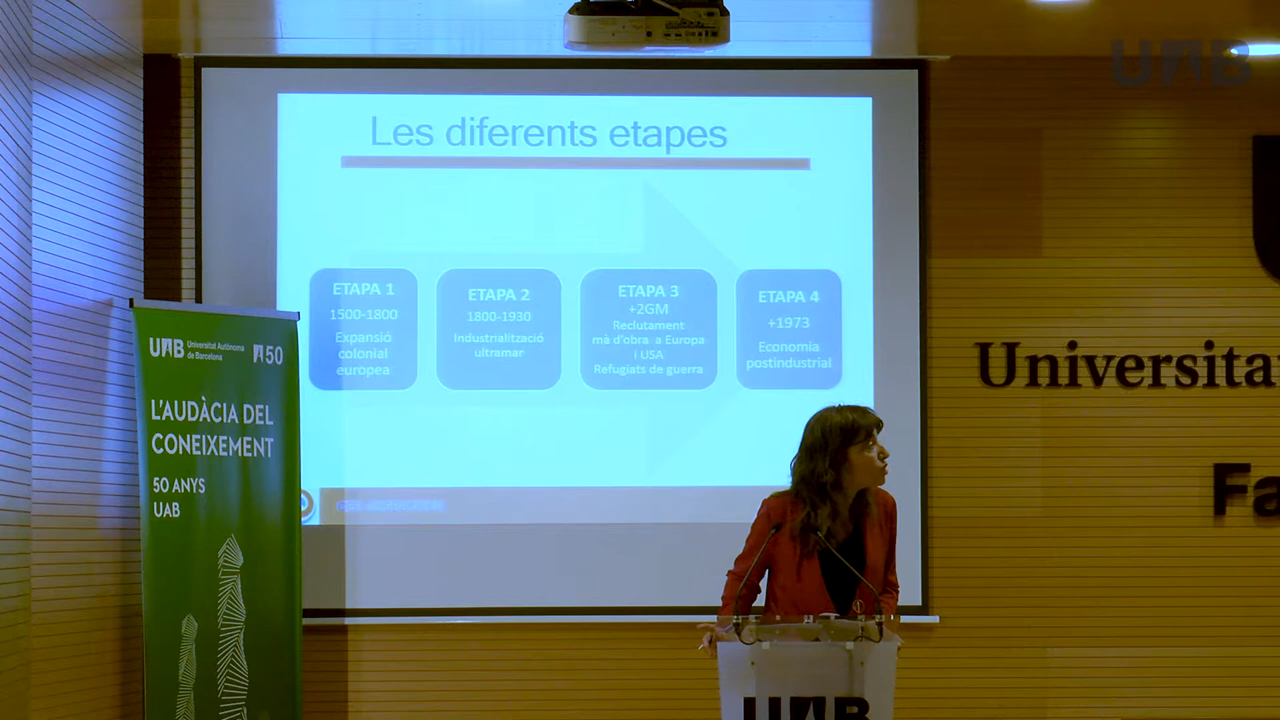 UAB
Les diferents etapes
ETAPA 1
1500-1800
Expansió
colonial
europea
ETAPA 2
1800-1930
Industrialització
ultramar
ETAPA 3
+2GM
Reclutament
mà d'obra a Europa
i USA
Refugiats de guerra
ETAPA 4
+1973
Economia
postindustrial
UAB Universitat Autònoma
de Barcelona
50
L'AUDÀCIA DEL
CONEIXEMENT
50 ANYS
UAB
Universita
Fa
UAB